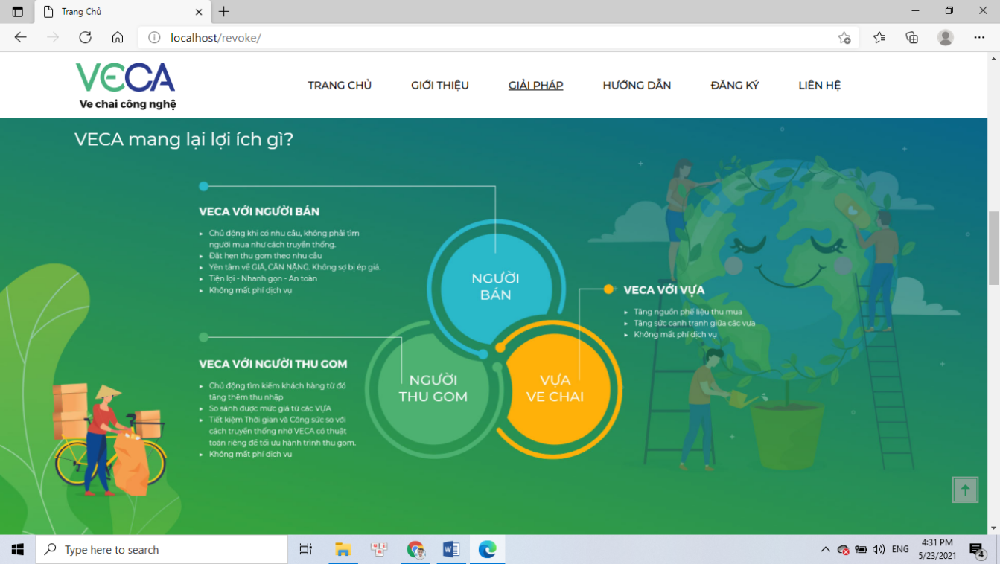 Trang Chủ
localhost/revoke/
VECA
Ve chai công nghệ
TRANG CHỦ
GIỚI THIỆU
GIẢI PHÁP
HƯỚNG DẪN
ĐĂNG KÝ
LIÊN HỆ
VECA mang lại lợi ích gì?
VECA VỚI NGƯỜI BÁN
▸ Chủ động khi có nhu cầu, không phải tìm
người mua như cách truyền thống.
▸ Đặt hẹn thu gom theo nhu cầu
▸ Yên tâm về GIÁ, CÂN NẶNG. Không sợ bị ép giá.
▸ Tiện lợi - Nhanh gọn - An toàn
▸ Không mất phí dịch vụ
NGƯỜI
BÁN
VECA VỚI VỰA
▸ Tăng nguồn phế liệu thu mua
▸ Tăng sức cạnh tranh giữa các vựa
▸ Không mất phí dịch vụ
VECA VỚI NGƯỜI THU GOM
▸ Chủ động tìm kiếm khách hàng từ đó
tăng thêm thu nhập
▸ So sánh được mức giá từ các VỰA
▸ Tiết kiệm Thời gian và Công sức so với
cách truyền thống nhờ VECA có thuật
toán riêng để tối ưu hành trình thu gom.
▸ Không mất phí dịch vụ
NGƯỜI
THU GOM
VỰA
VE CHAI
Type here to search
ENG
4:31 PM
5/23/2021
4